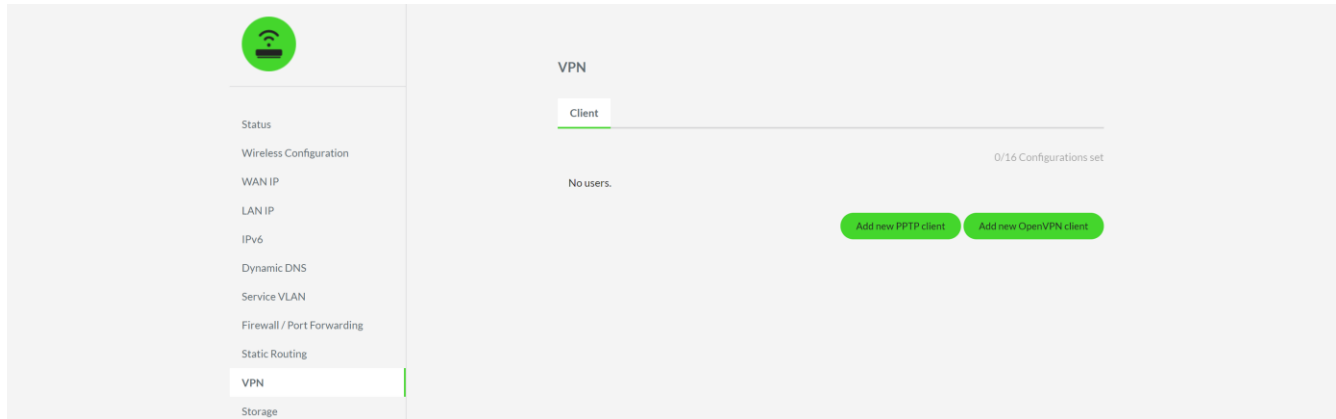 Status
Wireless Configuration
WAN IP
LAN IP
IPv6
Dynamic DNS
Service VLAN
Firewall / Port Forwarding
Static Routing
VPN
Storage
VPN
Client
0/16 Configurations set
No users.
Add new PPTP client
Add new OpenVPN client